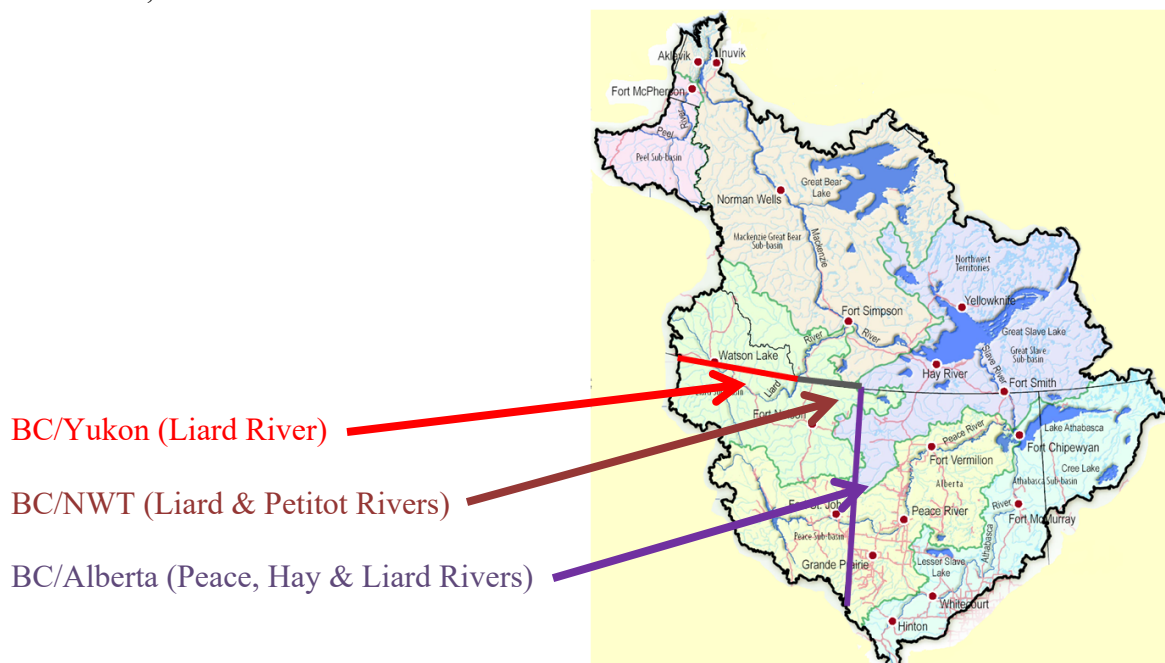 Aklavik
Inuvik
Fort McPherson
River
Peel
Peel Sub-basin
Great Bear
Lake
Norman Wells
Mackenzie Great Bear
Sub-basin
Mackenzie
Northwest
Territories
Yellowknife
Fort Simpson
River
River
Great Slave Lake
Great Slave
Sub-basin
Watson Lake
Hay River
Slave River
Liard
Fort Smith
BC/Yukon (Liard River)
Lake Athabasca
Peace River
Fort Chipewyan
Fort Vermilion
Cree Lake
Alberta
Athabasca Sub-basin
BC/NWT (Liard & Petitot Rivers)
River
Peace River
Fort McMurray
Peace Sub-basin
Athabasca
BC/Alberta (Peace, Hay & Liard Rivers)
Grande Prairie
Lesser Slave
Lake
Whitecourt
Hinton